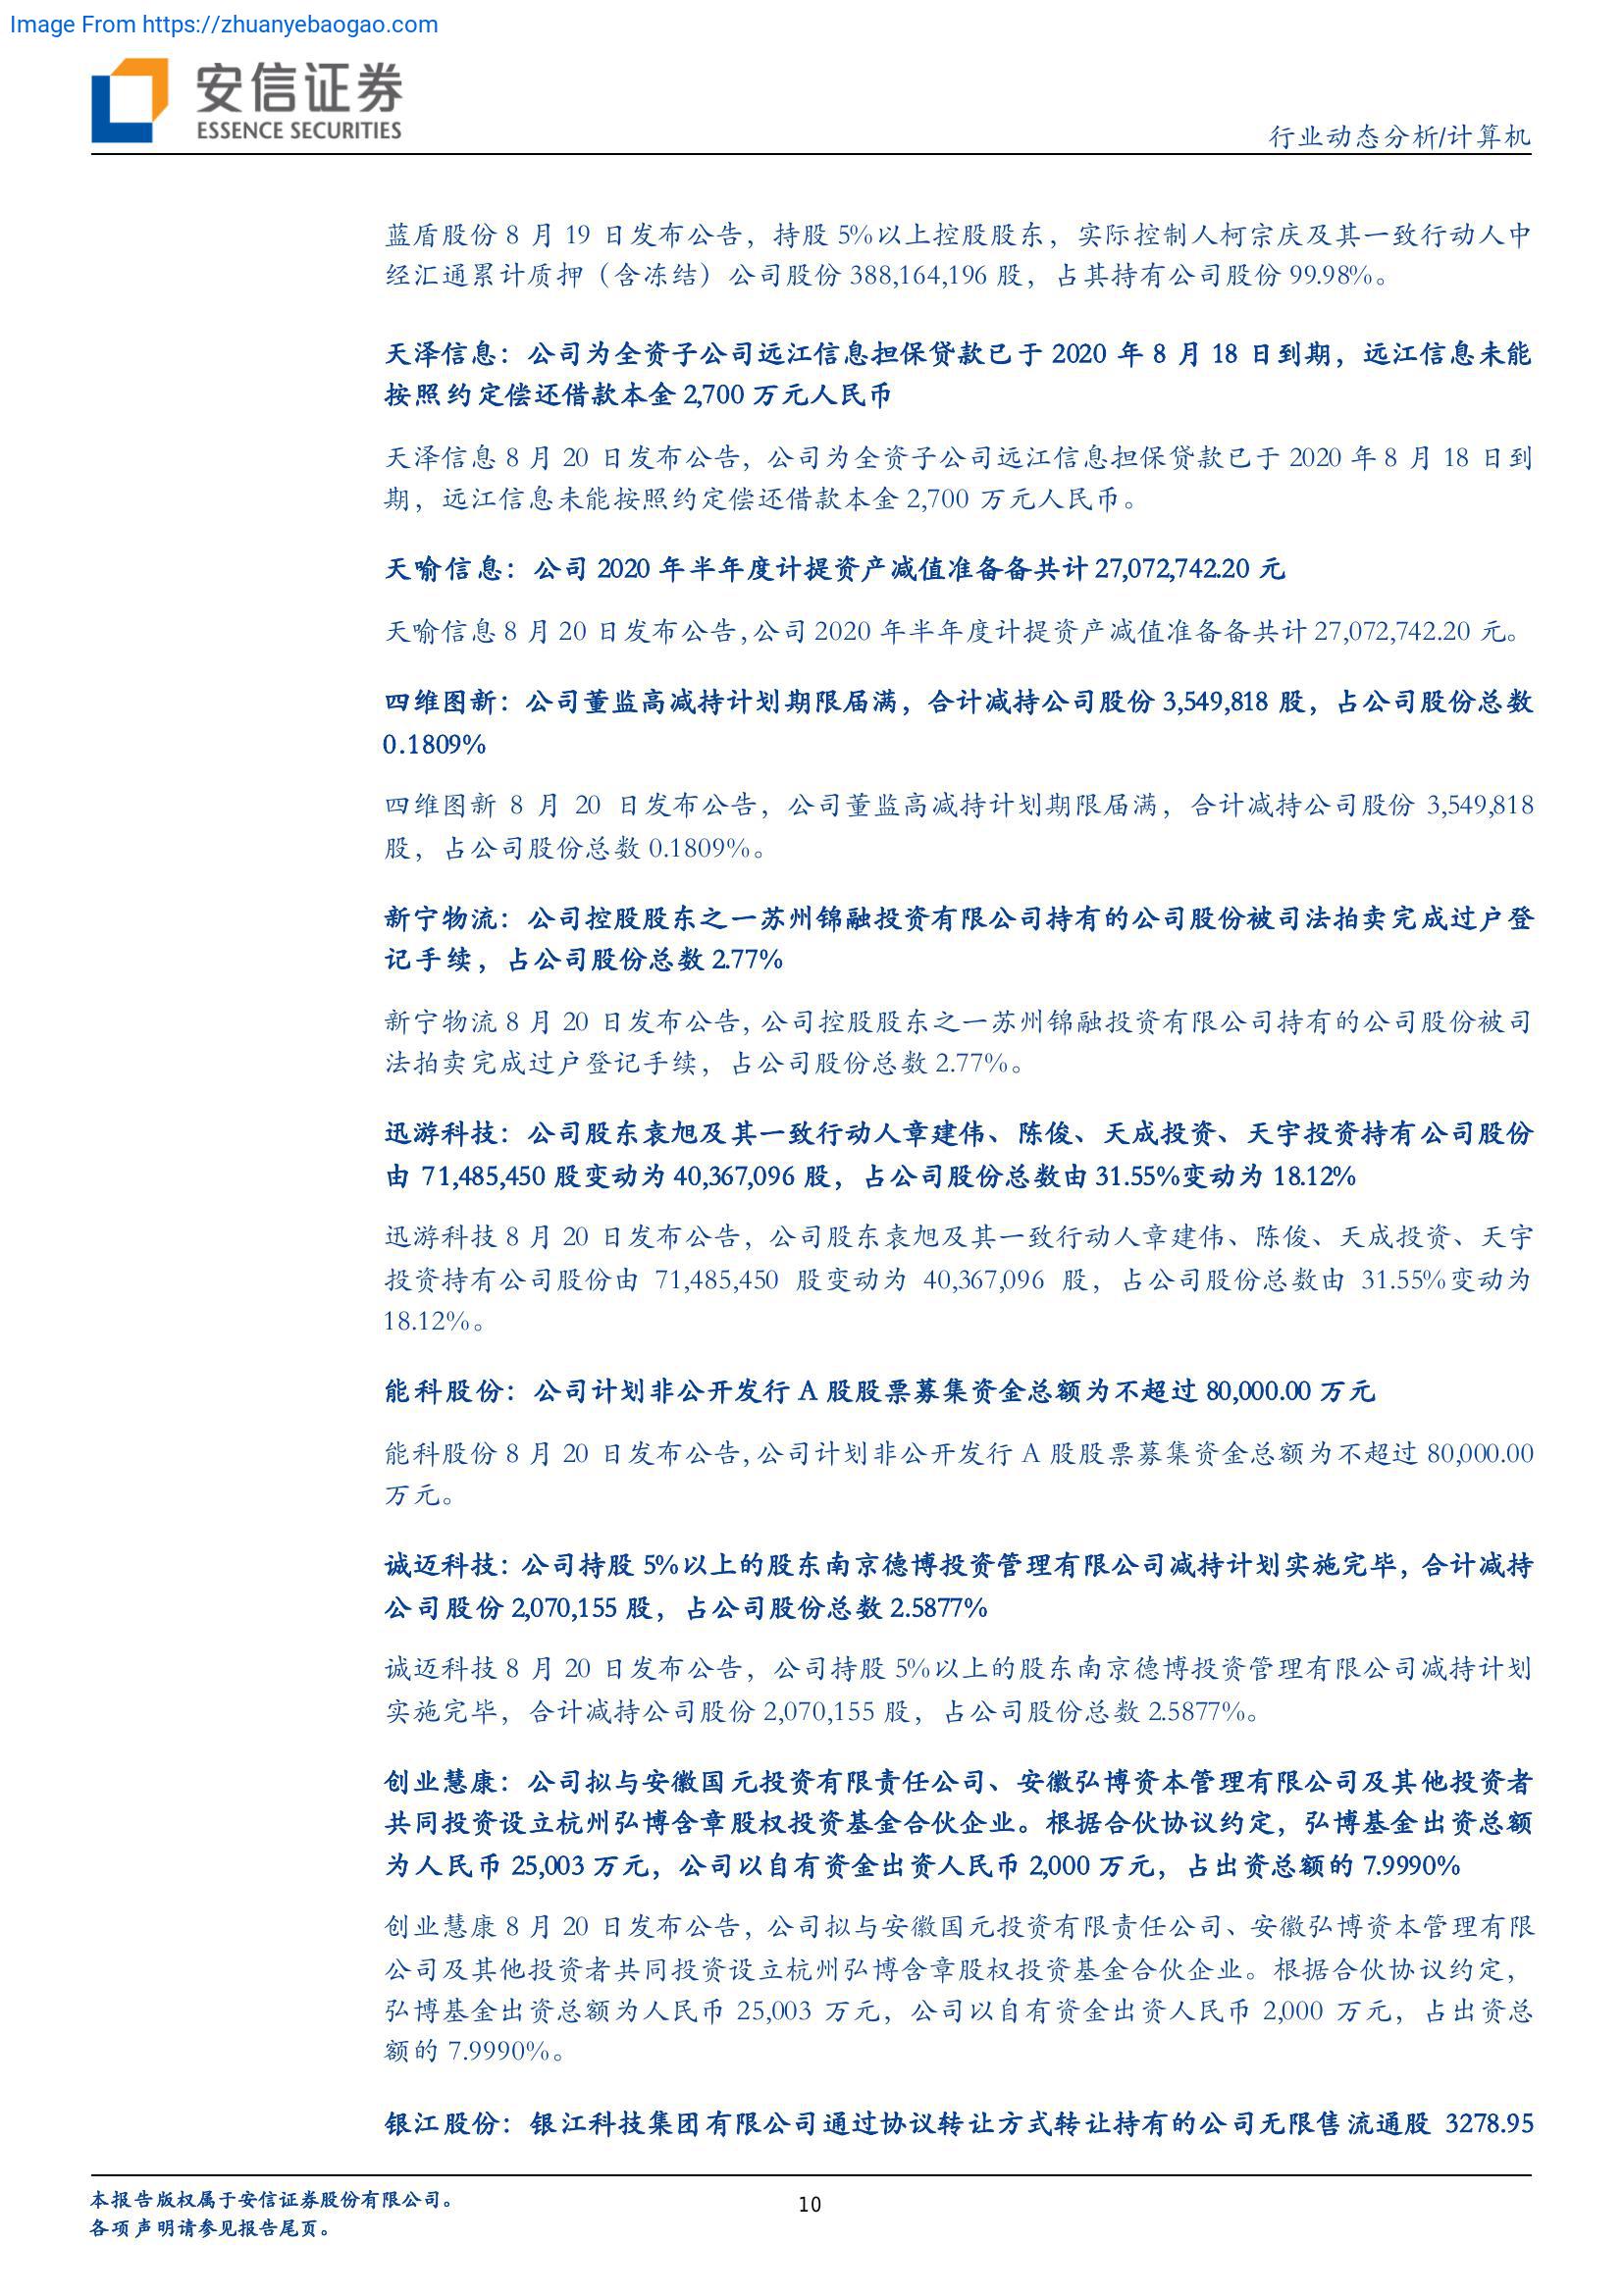 Image From https://zhuanyebaogao.com
安信证券
ESSENCE SECURITIES
行业动态分析/计算机
蓝盾股份 8 月 19 日发布公告，持股 5%以上控股股东，实际控制人柯宗庆及其一致行动人中
经汇通累计质押（含冻结）公司股份 388,164,196 股，占其持有公司股份 99.98%。
天泽信息：公司为全资子公司远江信息担保贷款已于 2020 年 8 月 18 日到期，远江信息未能
按照约定偿还借款本金 2,700 万元人民币
天泽信息 8 月 20 日发布公告，公司为全资子公司远江信息担保贷款已于 2020 年 8 月 18 日到
期，远江信息未能按照约定偿还借款本金 2,700 万元人民币。
天喻信息：公司 2020 年半年度计提资产减值准备备共计 27,072,742.20 元
天喻信息 8 月 20 日发布公告，公司 2020 年半年度计提资产减值准备备共计 27,072,742.20 元。
四维图新：公司董监高减持计划期限届满，合计减持公司股份 3,549,818 股，占公司股份总数
0.1809%
四维图新 8 月 20 日发布公告，公司董监高减持计划期限届满，合计减持公司股份 3,549,818
股，占公司股份总数 0.1809%。
新宁物流：公司控股股东之一苏州锦融投资有限公司持有的公司股份被司法拍卖完成过户登
记手续，占公司股份总数 2.77%
新宁物流 8 月 20 日发布公告，公司控股股东之一苏州锦融投资有限公司持有的公司股份被司
法拍卖完成过户登记手续，占公司股份总数 2.77%。
迅游科技：公司股东袁旭及其一致行动人章建伟、陈俊、天成投资、天宇投资持有公司股份
由 71,485,450 股变动为 40,367,096 股，占公司股份总数由 31.55%变动为 18.12%
迅游科技 8 月 20 日发布公告，公司股东袁旭及其一致行动人章建伟、陈俊、天成投资、天宇
投资持有公司股份由 71,485,450 股变动为 40,367,096 股，占公司股份总数由 31.55%变动为
18.12%。
能科股份：公司计划非公开发行 A 股股票募集资金总额为不超过 80,000.00 万元
能科股份 8 月 20 日发布公告，公司计划非公开发行 A 股股票募集资金总额为不超过 80,000.00
万元。
诚迈科技：公司持股 5%以上的股东南京德博投资管理有限公司减持计划实施完毕，合计减持
公司股份 2,070,155 股，占公司股份总数 2.5877%
诚迈科技 8 月 20 日发布公告，公司持股 5%以上的股东南京德博投资管理有限公司减持计划
实施完毕，合计减持公司股份 2,070,155 股，占公司股份总数 2.5877%。
创业慧康：公司拟与安徽国元投资有限责任公司、安徽弘博资本管理有限公司及其他投资者
共同投资设立杭州弘博含章股权投资基金合伙企业。根据合伙协议约定，弘博基金出资总额
为人民币 25,003 万元，公司以自有资金出资人民币 2,000 万元，占出资总额的 7.9990%
创业慧康 8 月 20 日发布公告，公司拟与安徽国元投资有限责任公司、安徽弘博资本管理有限
公司及其他投资者共同投资设立杭州弘博含章股权投资基金合伙企业。根据合伙协议约定，
弘博基金出资总额为人民币 25,003 万元，公司以自有资金出资人民币 2,000 万元，占出资总
额的 7.9990%。
银江股份：银江科技集团有限公司通过协议转让方式转让持有的公司无限售流通股 3278.95
本报告版权属于安信证券股份有限公司。
各项声明请参见报告尾页。
10